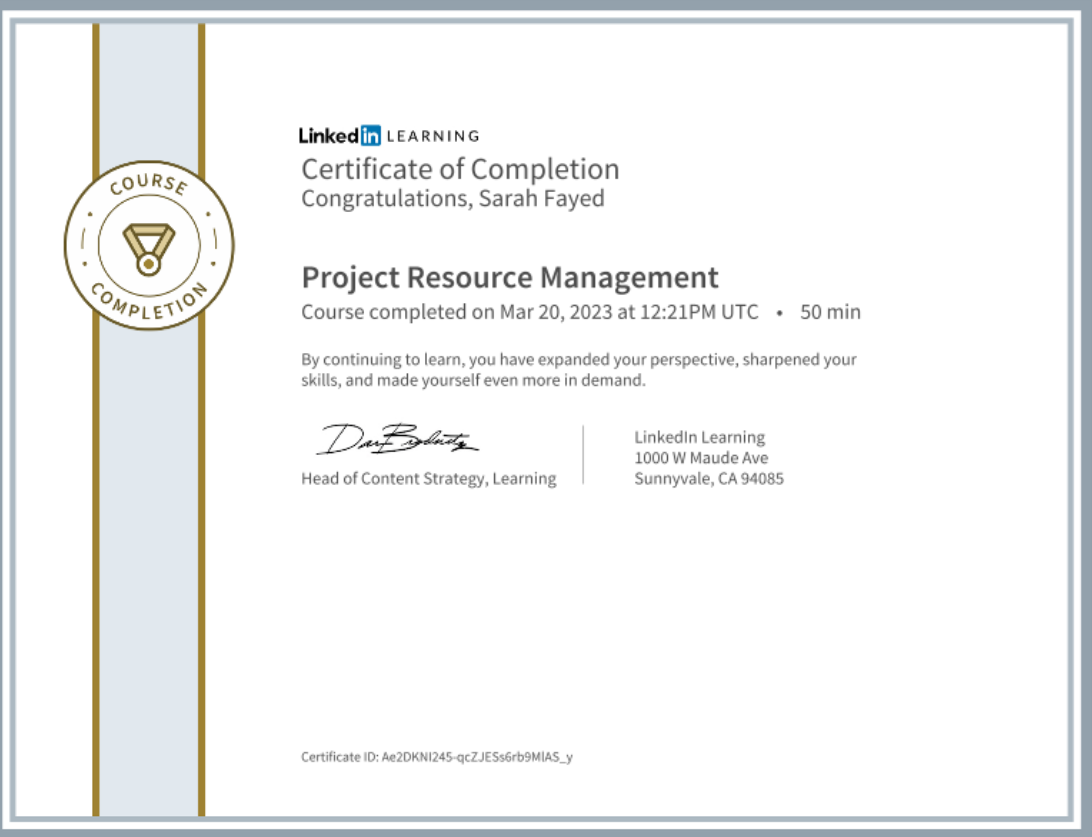 COURSE
COMPLETION
Linkedin LEARNING
Certificate of Completion
Congratulations, Sarah Fayed
Project Resource Management
Course completed on Mar 20, 2023 at 12:21PM UTC • 50 min
By continuing to learn, you have expanded your perspective, sharpened your
skills, and made yourself even more in demand.
Head of Content Strategy, Learning
LinkedIn Learning
1000 W Maude Ave
Sunnyvale, CA 94085
Certificate ID: Ae2DKNI245-qcZJESs6rb9MlAS_y